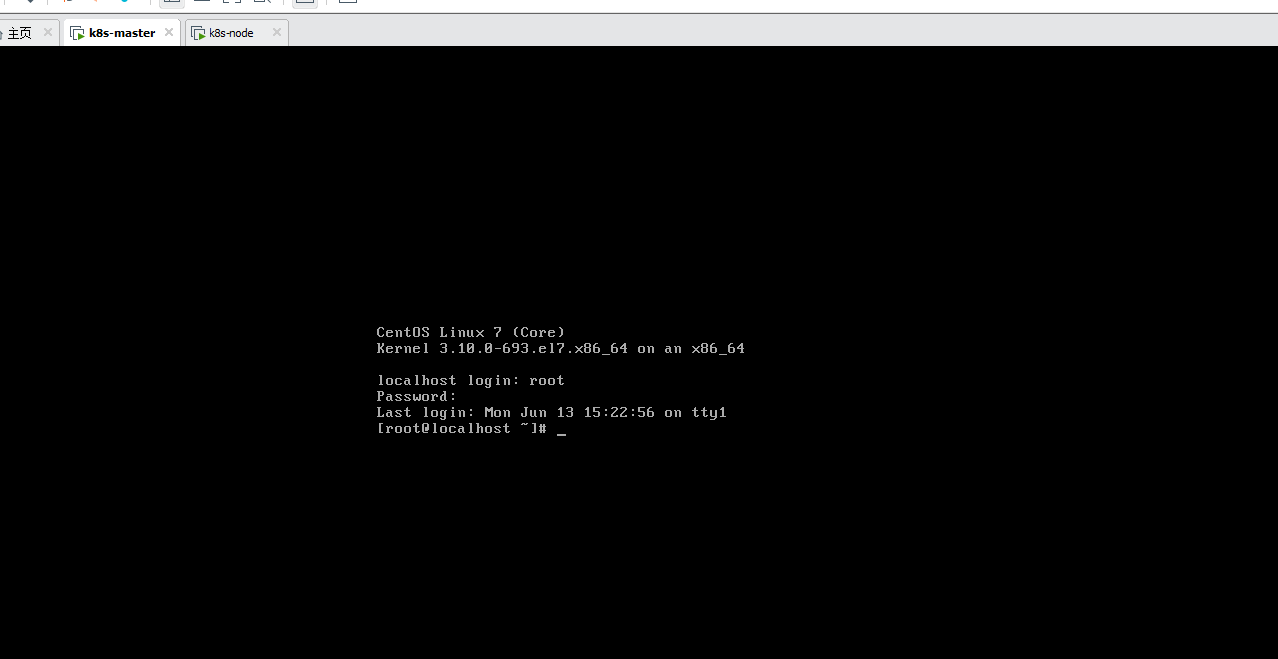 主页 k8s-master k8s-node
CentOS Linux 7 (Core)
Kernel 3.10.0-693.el7.x86_64 on an x86_64
localhost login: root
Password:
Last login: Mon Jun 13 15:22:56 on tty1
[root@localhost ~]# _